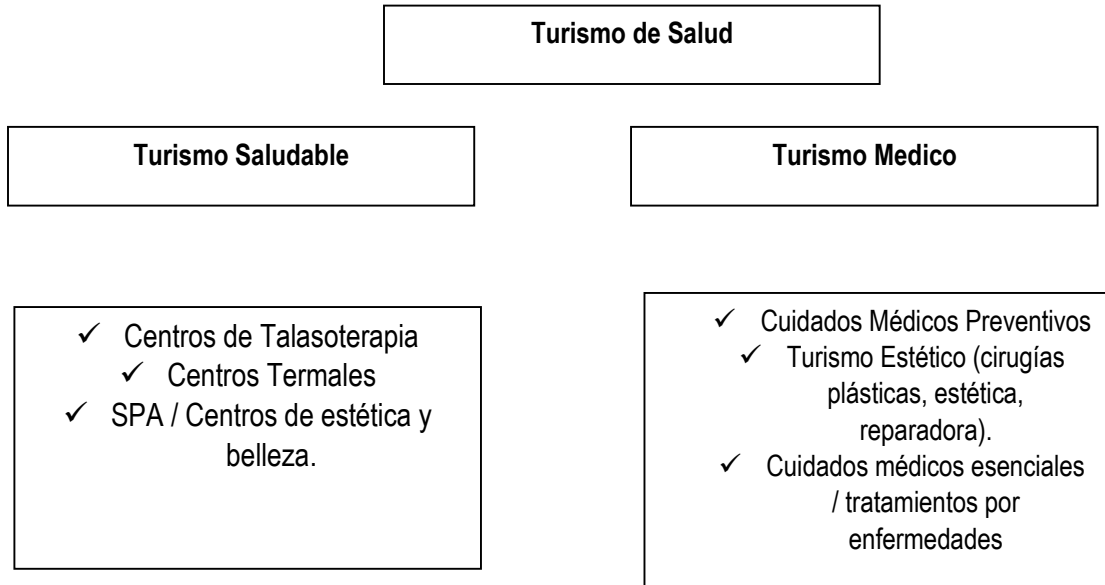 Turismo de Salud
Turismo Saludable
Turismo Medico
✓ Centros de Talasoterapia
✓ Centros Termales
✓ SPA / Centros de estética y
belleza.
✓ Cuidados Médicos Preventivos
✓ Turismo Estético (cirugías
plásticas, estética,
reparadora).
✓ Cuidados médicos esenciales
/ tratamientos por
enfermedades